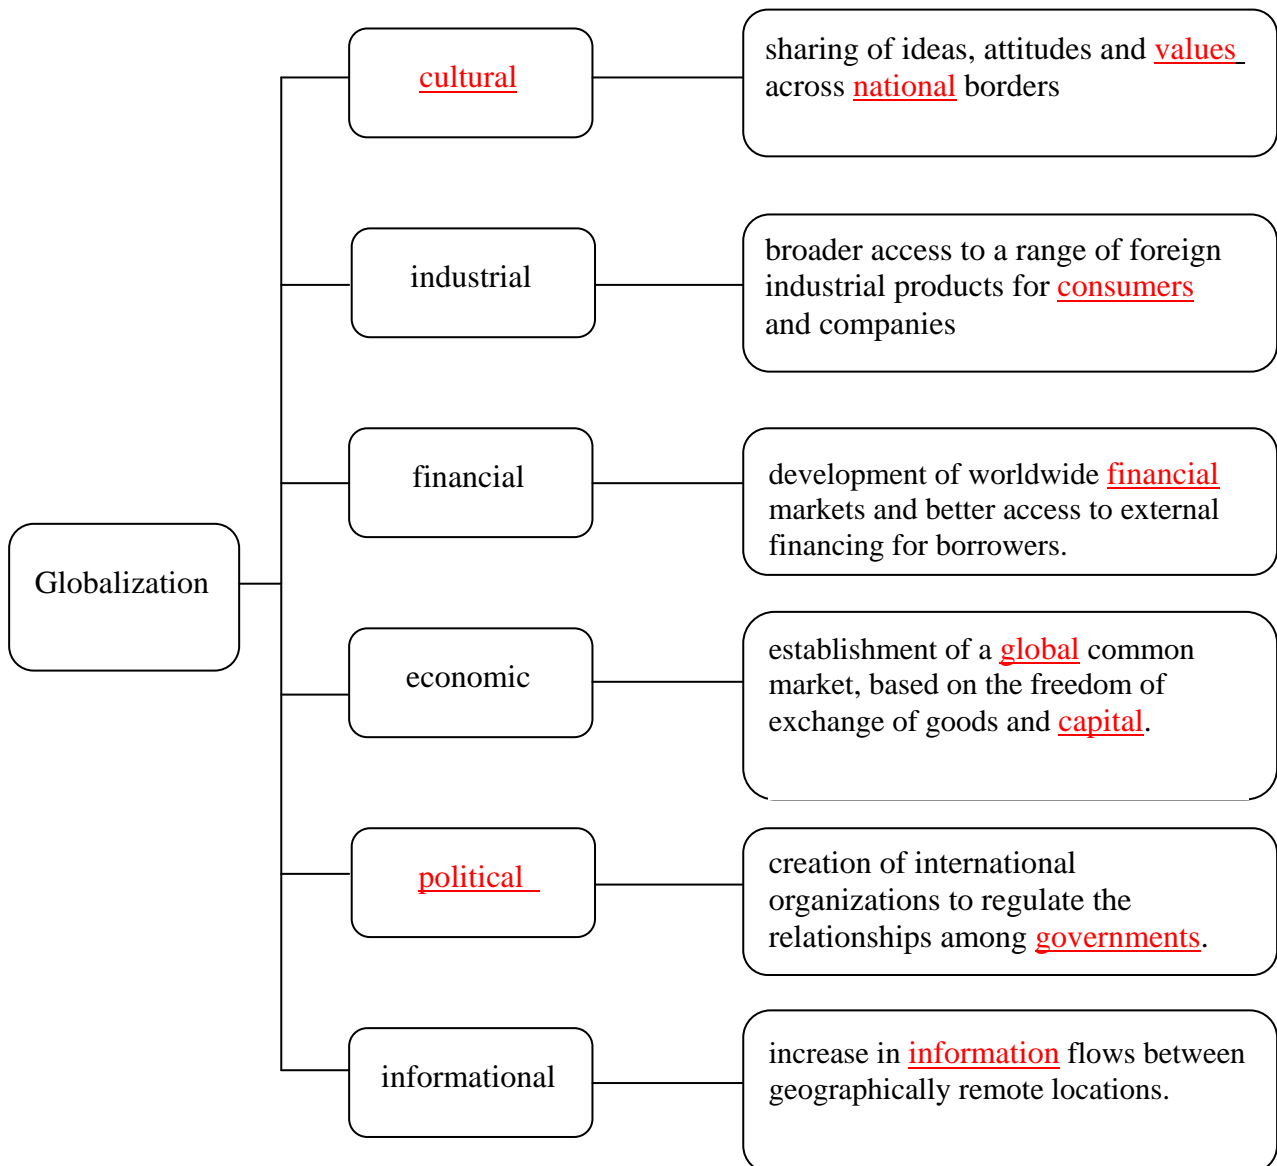 cultural
sharing of ideas, attitudes and values
across national borders
industrial
broader access to a range of foreign
industrial products for consumers
and companies
financial
development of worldwide financial
markets and better access to external
financing for borrowers.
Globalization
economic
establishment of a global common
market, based on the freedom of
exchange of goods and capital.
political
creation of international
organizations to regulate the
relationships among governments.
informational
increase in information flows between
geographically remote locations.